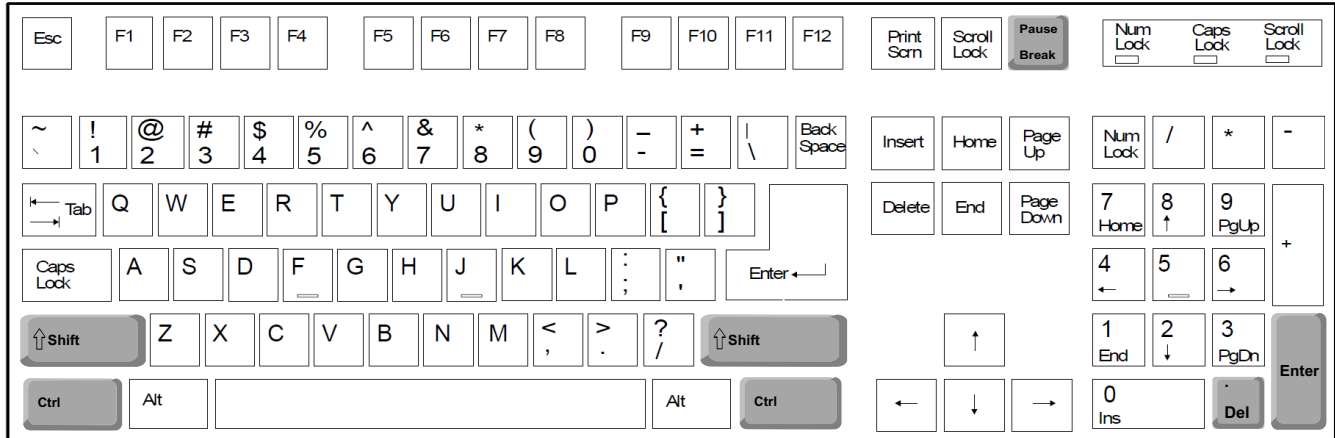 Esc F1 F2 F3 F4 F5 F6 F7 F8 F9 F10 F11 F12 Print Scrn Scroll Lock Pause Break Num Lock Caps Lock Scroll Lock
~ ! @ # $ % ^ & * ( ) _ + | Back Space Insert Home Page Up Num Lock / * -
` 1 2 3 4 5 6 7 8 9 0 - = \
Tab Q W E R T Y U I O P { } Delete End Page Down 7 Home 8 ↑ 9 PgUp +
[ ]
Caps Lock A S D F G H J K L : " Enter 4 ← 5 6 →
; '
Shift Z X C V B N M < > ? Shift ↑ 1 End 2 ↓ 3 PgDn Enter
, . /
Ctrl Alt Alt Ctrl ← ↓ → 0 Ins . Del